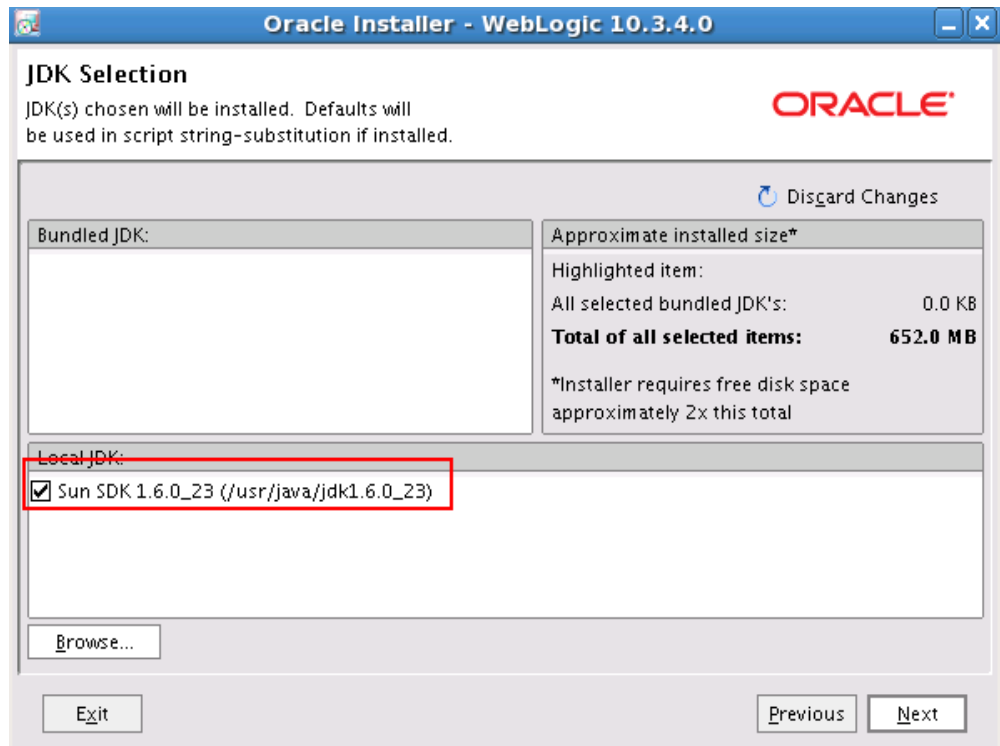 Oracle Installer - WebLogic 10.3.4.0
JDK Selection
JDK(s) chosen will be installed. Defaults will
be used in script string-substitution if installed.
ORACLE
Discard Changes
Bundled JDK:
Approximate installed size*
Highlighted item:
All selected bundled JDK's: 0.0 KB
Total of all selected items: 652.0 MB
*Installer requires free disk space
approximately 2x this total
Local JDK:
Sun SDK 1.6.0_23 (/usr/java/jdk1.6.0_23)
Browse...
Exit
Previous
Next